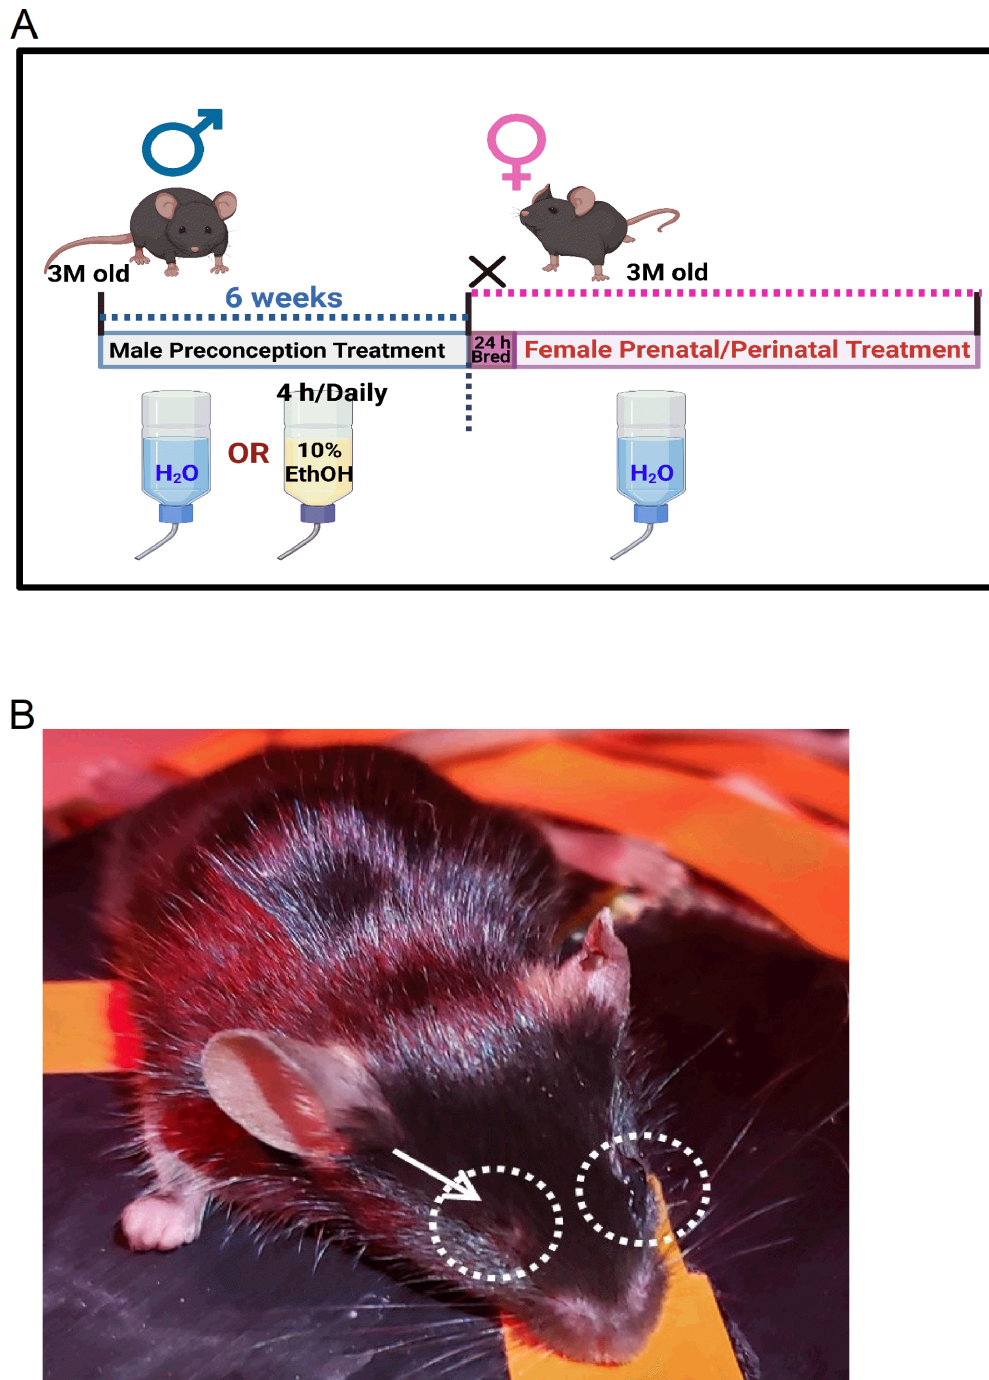 A
3M old
3M old
6 weeks
Male Preconception Treatment
24 h
Bred
Female Prenatal/Perinatal Treatment
4 h/Daily
H₂O
OR
10%
EthOH
H₂O
B